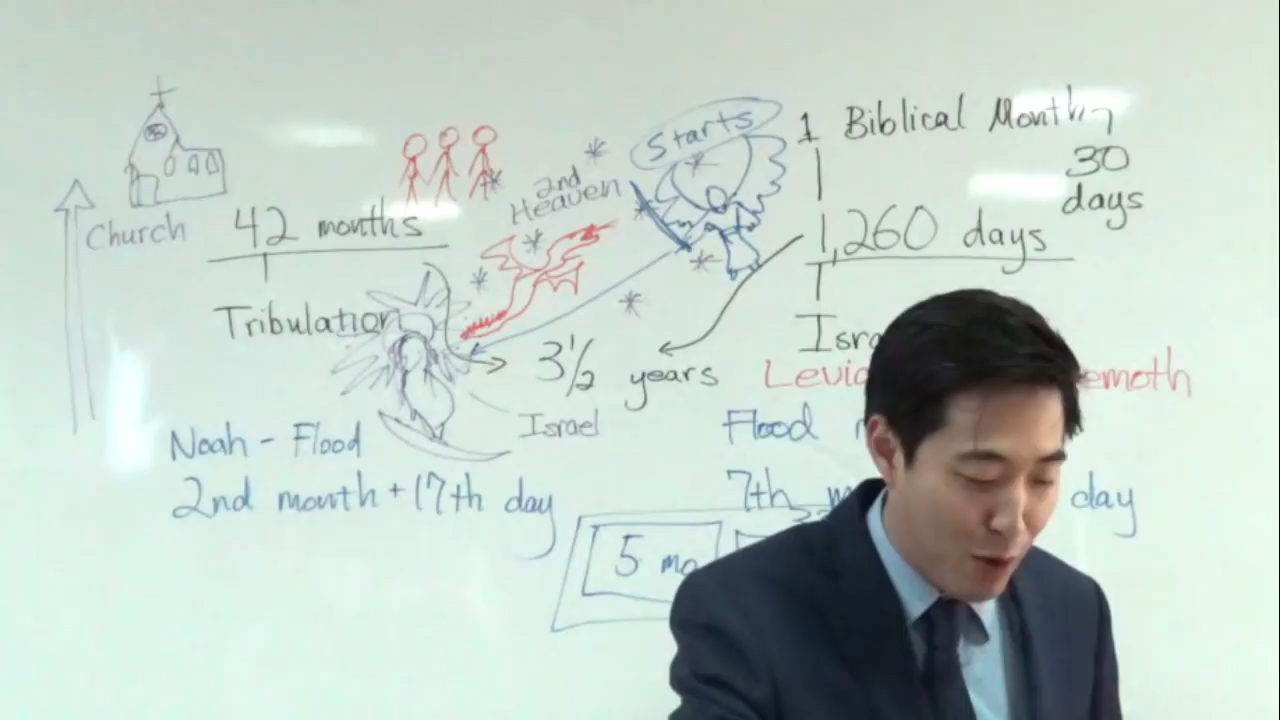 Starts
1 Biblical Month
30
days
2nd
Heaven
Church
42 months
1,260 days
Tribulation
3 1/2 years
Israel
Noah - Flood
Flood
2nd month + 17th day
7th
day
5